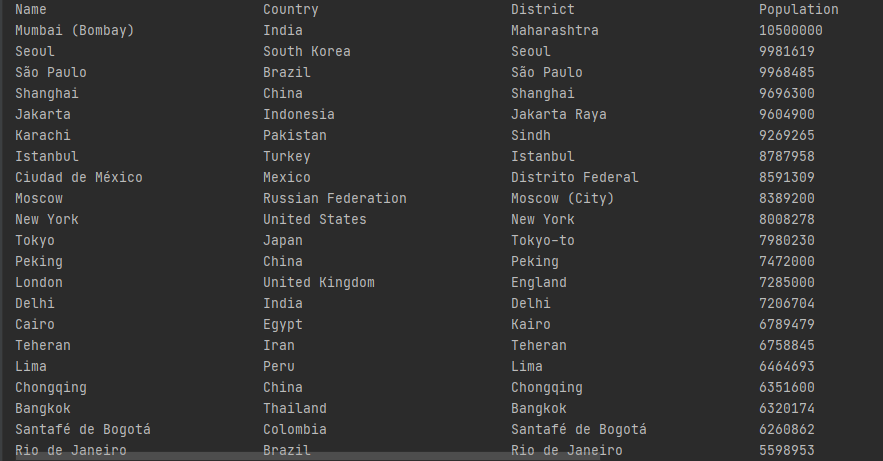 Name Country District Population
Mumbai (Bombay) India Maharashtra 10500000
Seoul South Korea Seoul 9981619
São Paulo Brazil São Paulo 9968485
Shanghai China Shanghai 9696300
Jakarta Indonesia Jakarta Raya 9604900
Karachi Pakistan Sindh 9269265
Istanbul Turkey Istanbul 8787958
Ciudad de México Mexico Distrito Federal 8591309
Moscow Russian Federation Moscow (City) 8389200
New York United States New York 8008278
Tokyo Japan Tokyo-to 7980230
Peking China Peking 7472000
London United Kingdom England 7285000
Delhi India Delhi 7206704
Cairo Egypt Kairo 6789479
Teheran Iran Teheran 6758845
Lima Peru Lima 6464693
Chongqing China Chongqing 6351600
Bangkok Thailand Bangkok 6320174
Santafé de Bogotá Colombia Santafé de Bogotá 6260862
Rio de Janeiro Brazil Rio de Janeiro 5598953